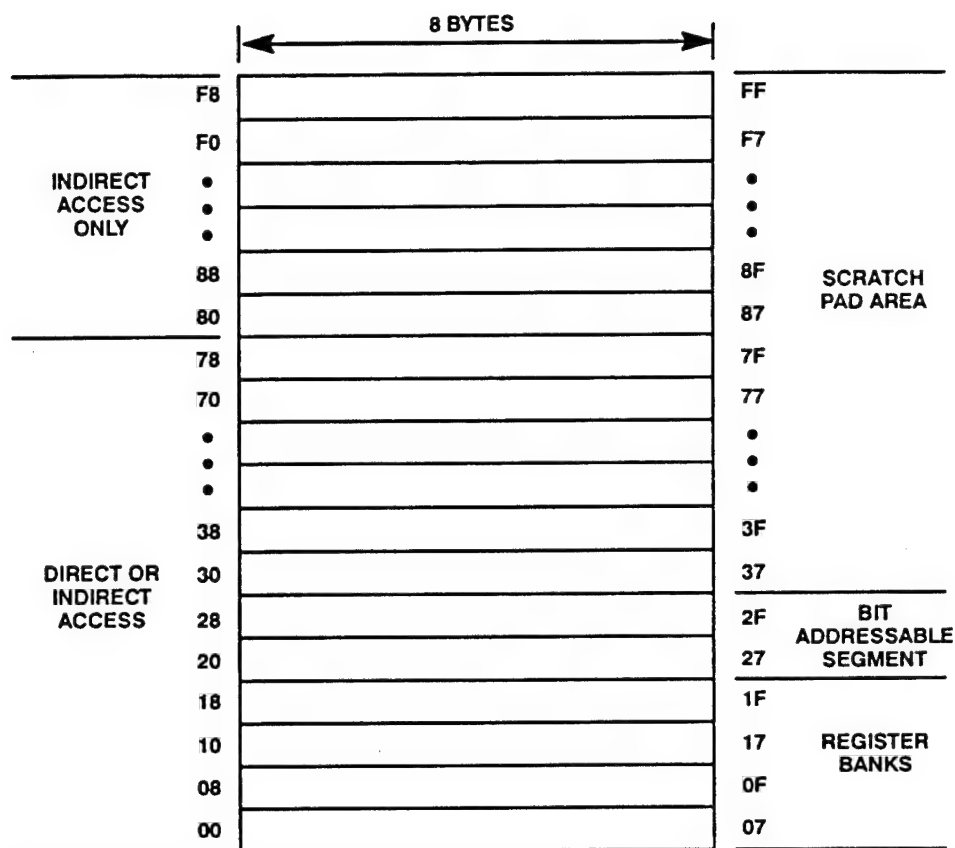 8 BYTES
F8 FF
F0 F7
INDIRECT
ACCESS
ONLY
88 8F
80 87
SCRATCH
PAD AREA
78 7F
70 77
38 3F
30 37
DIRECT OR
INDIRECT
ACCESS
28 2F
20 27
BIT
ADDRESSABLE
SEGMENT
18 1F
10 17
08 0F
00 07
REGISTER
BANKS